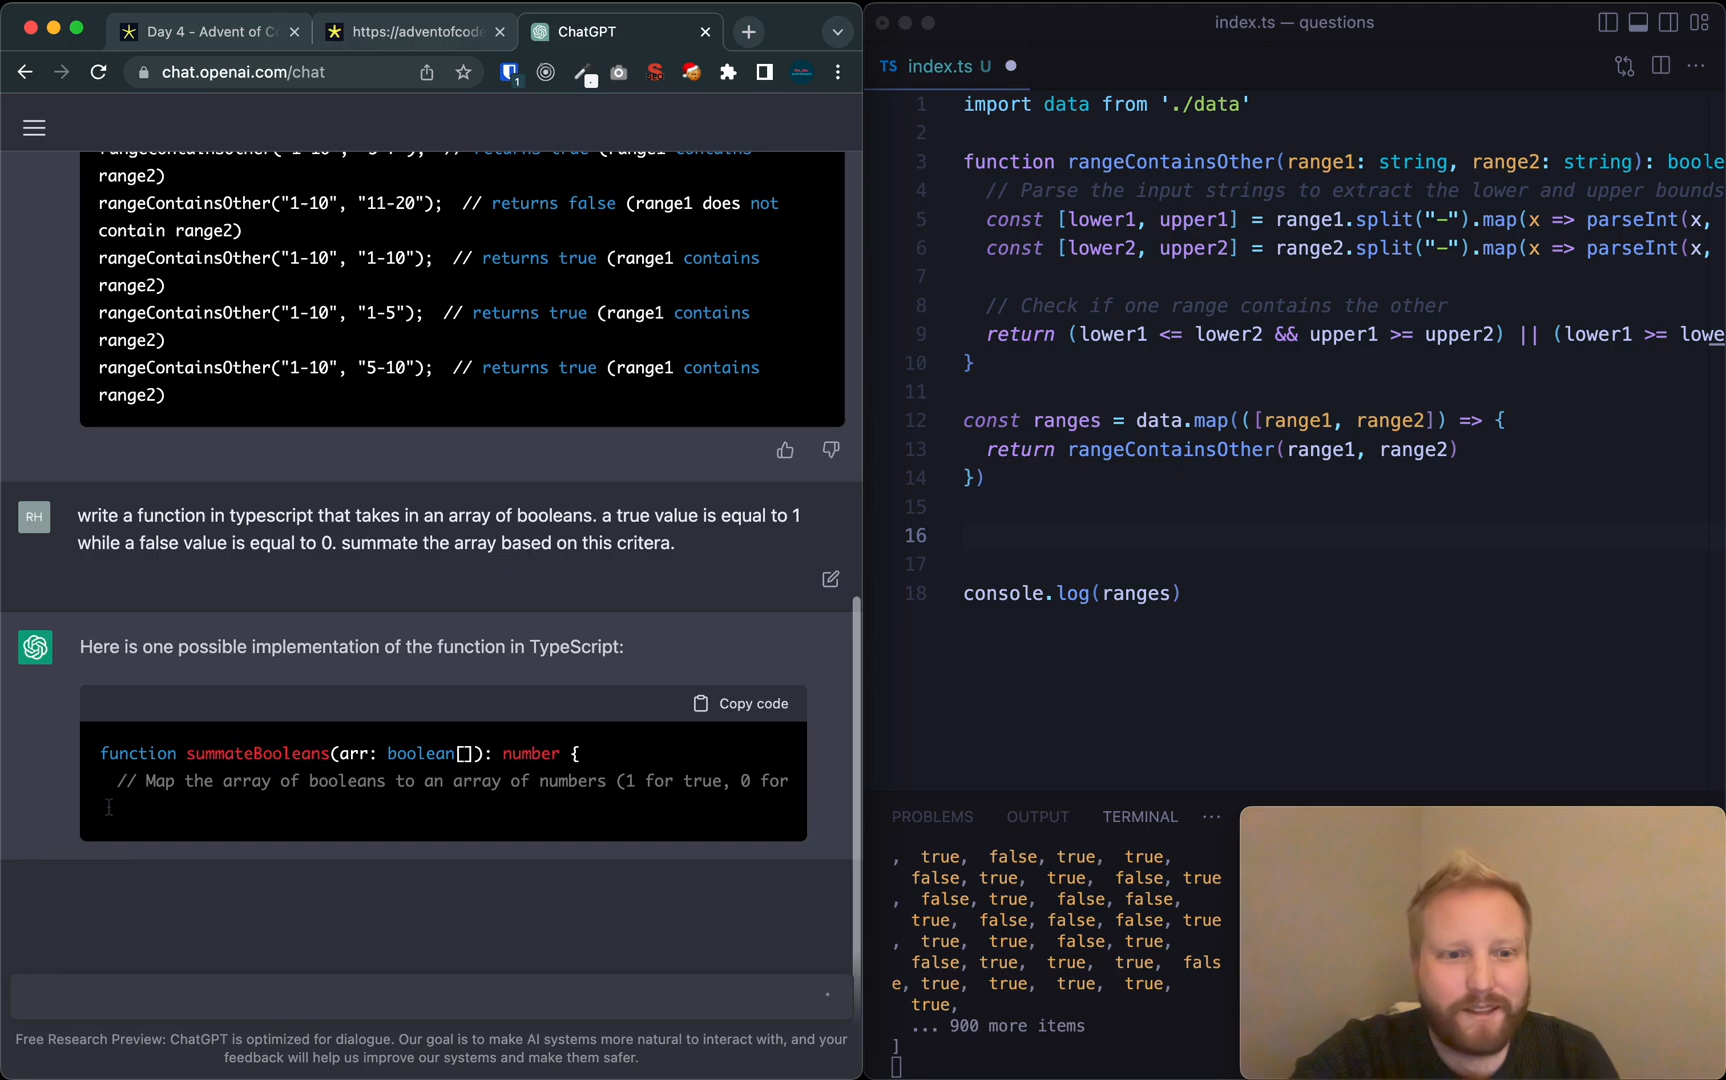 Day 4 - Advent of C
https://adventofcode
ChatGPT
chat.openai.com/chat
1
range2)
rangeContainsOther("1-10", "11-20");  // returns false (range1 does not
contain range2)
rangeContainsOther("1-10", "1-10");  // returns true (range1 contains
range2)
rangeContainsOther("1-10", "1-5");  // returns true (range1 contains
range2)
rangeContainsOther("1-10", "5-10");  // returns true (range1 contains
range2)
RH
write a function in typescript that takes in an array of booleans. a true value is equal to 1
while a false value is equal to 0. summate the array based on this critera.
Here is one possible implementation of the function in TypeScript:
Copy code
function summateBooleans(arr: boolean[]): number {
// Map the array of booleans to an array of numbers (1 for true, 0 for
Free Research Preview: ChatGPT is optimized for dialogue. Our goal is to make AI systems more natural to interact with, and your
feedback will help us improve our systems and make them safer.
index.ts — questions
TS index.ts U
1 import data from './data'
2
3 function rangeContainsOther(range1: string, range2: string): boole
4 // Parse the input strings to extract the lower and upper bounds
5 const [lower1, upper1] = range1.split("-").map(x => parseInt(x,
6 const [lower2, upper2] = range2.split("-").map(x => parseInt(x,
7
8 // Check if one range contains the other
9 return (lower1 <= lower2 && upper1 >= upper2) || (lower1 >= lowe
10 }
11
12 const ranges = data.map(([range1, range2]) => {
13 return rangeContainsOther(range1, range2)
14 })
15
16
17
18 console.log(ranges)
PROBLEMS OUTPUT TERMINAL ···
, true, false, true, true,
false, true, true, false, true
, false, true, false, false,
true, false, false, false, true
, true, true, false, true,
false, true, true, true, fals
e, true, true, true, true,
true,
... 900 more items
]